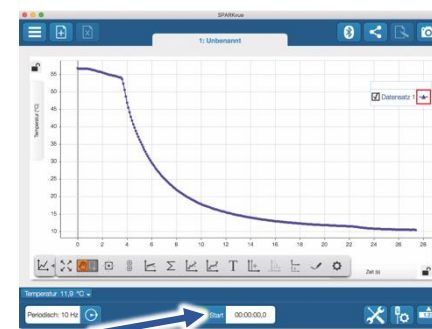 SPARKvue
1: Unbenannt
Temperatur (°C)
55
50
45
40
35
30
25
20
15
10
Datensatz 1
0 2 4 6 8 10 12 14 16 18 20 22 24 26 28
Zeit (s)
Temperatur 11,9 °C
Periodisch: 10 Hz
Start
00:00:00,0